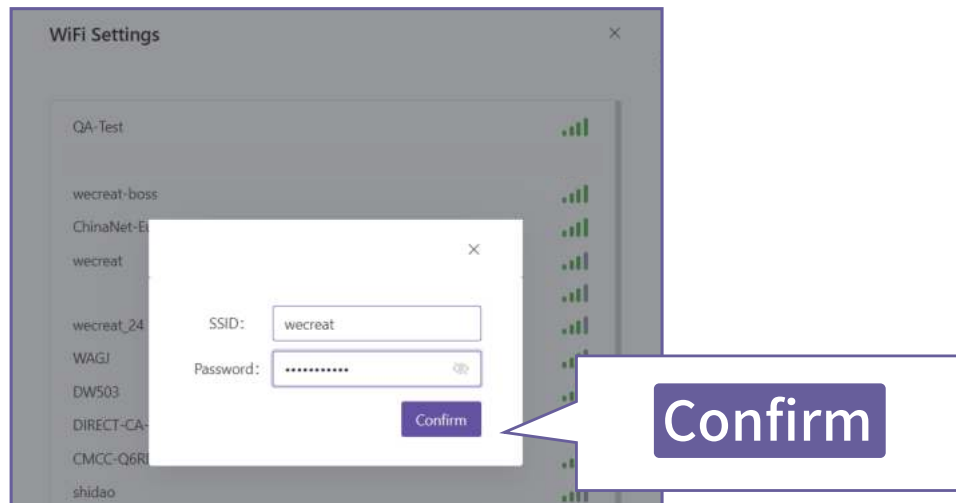 WiFi Settings
QA-Test
wecreat-boss
ChinaNet-
wecreat
wecreat_24
WAGJ
DW503
DIRECT-CA-
CMCC-Q6R
shidao
SSID:
wecreat
Password:
•••••••••••
Confirm
Confirm